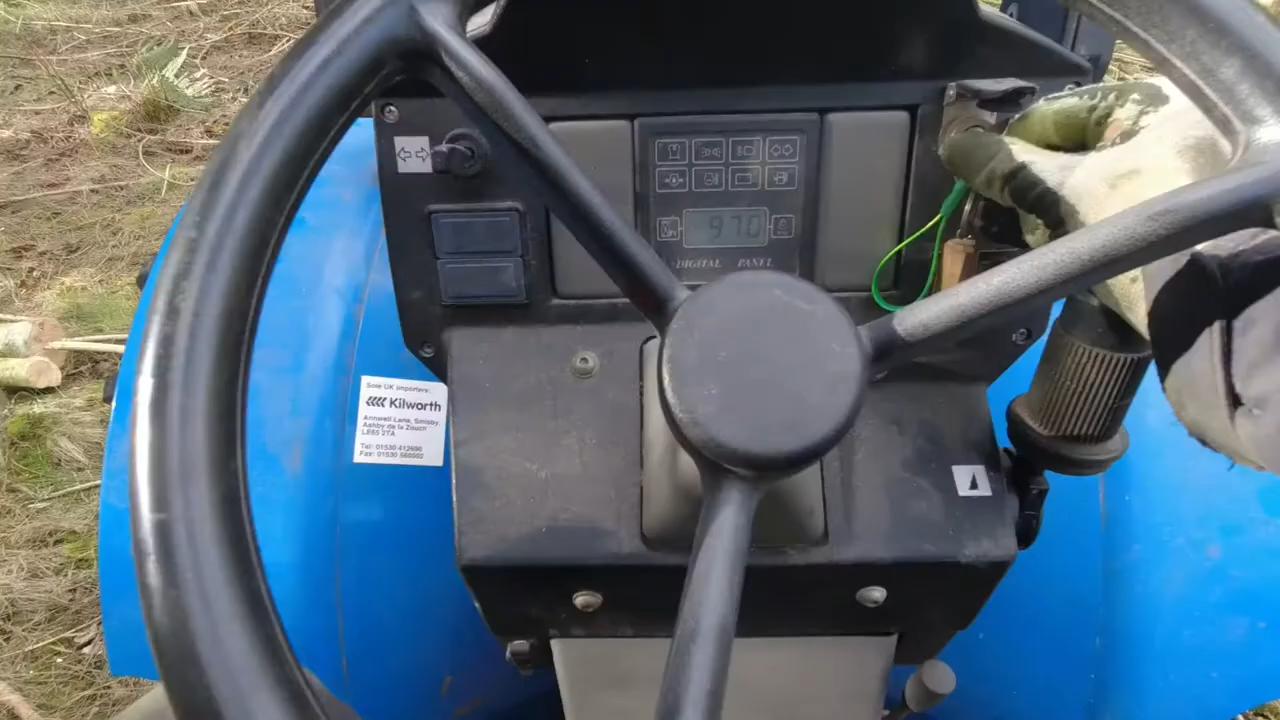 970
DIGITAL PANEL
Sole UK importers:
Kilworth
Annwell Lane, Smisby,
Ashby de la Zouch
LE65 2TA
Tel: 01530 412690
Fax: 01530 560002